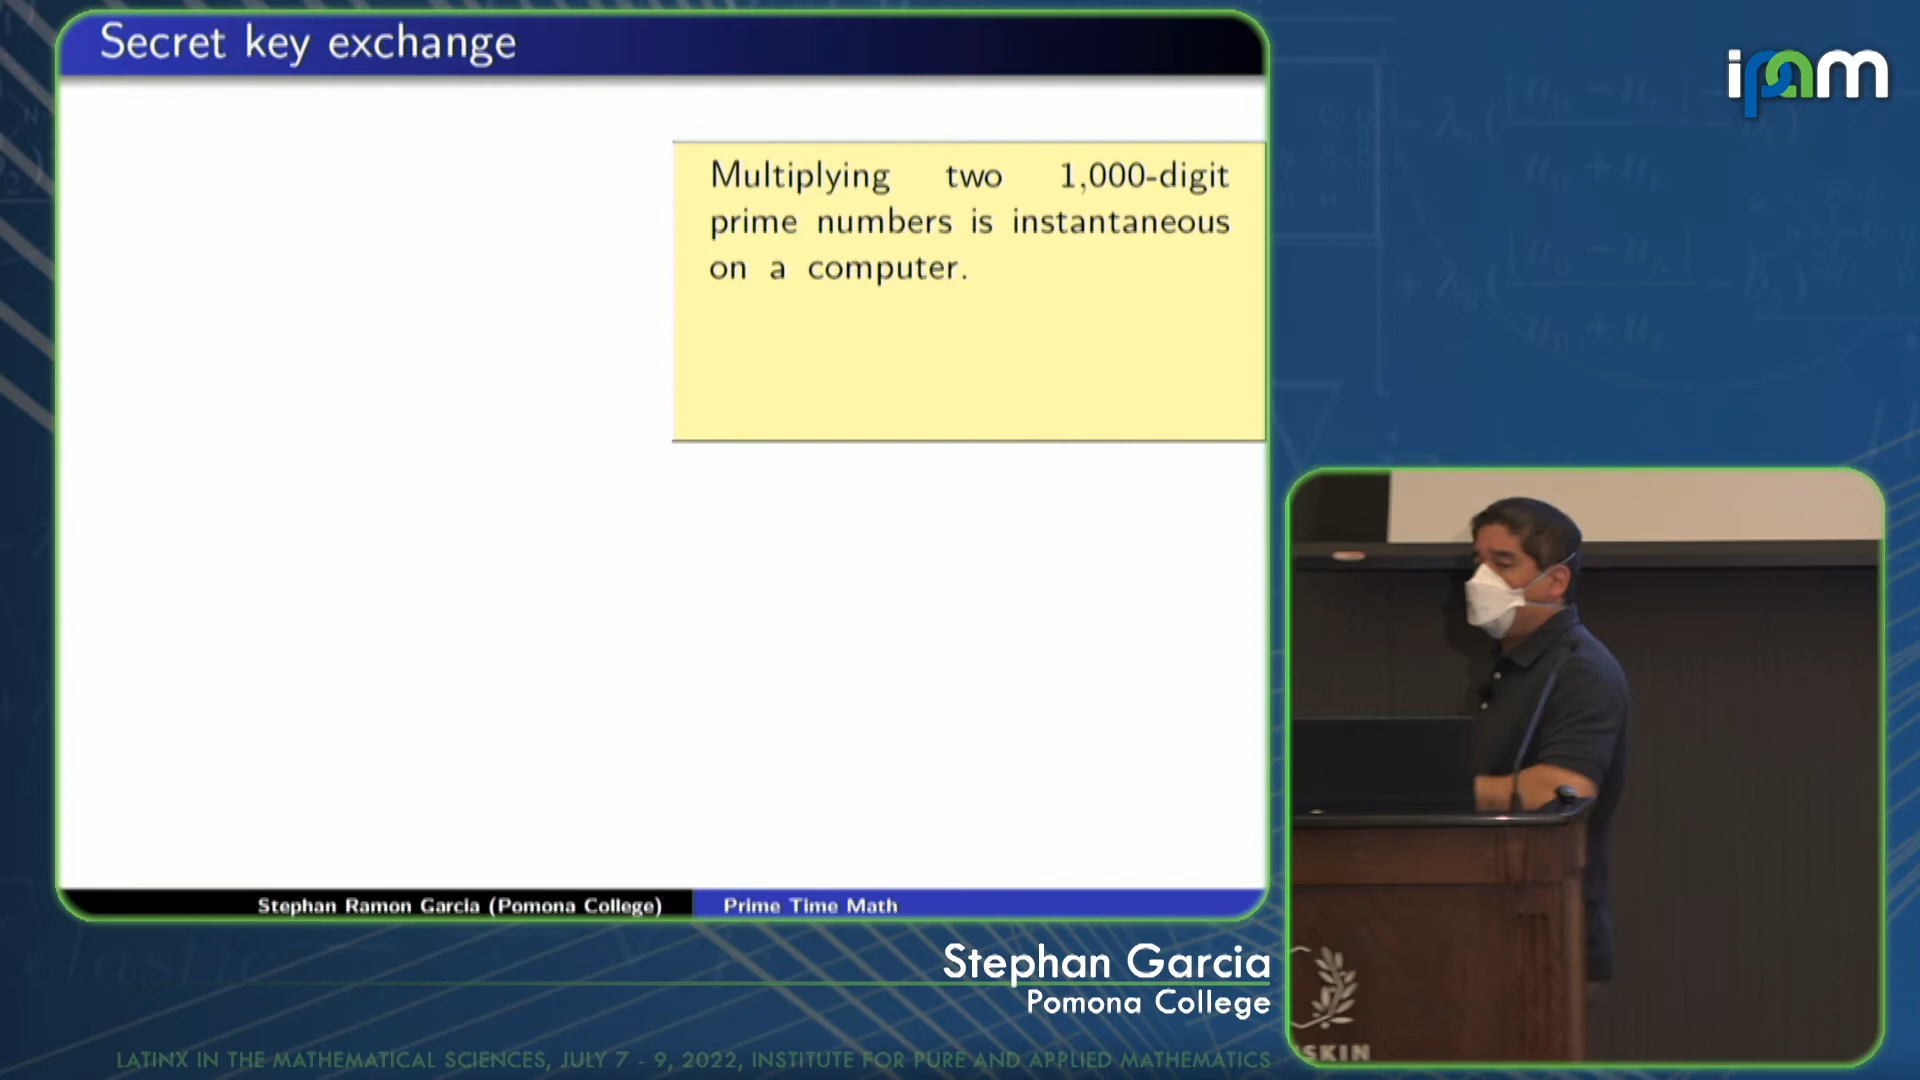 Secret key exchange
ipam
Multiplying two 1,000-digit
prime numbers is instantaneous
on a computer.
Stephan Ramon Garcia (Pomona College)
Prime Time Math
Stephan Garcia
Pomona College
SKIN
LATINX IN THE MATHEMATICAL SCIENCES, JULY 7 - 9, 2022, INSTITUTE FOR PURE AND APPLIED MATHEMATICS